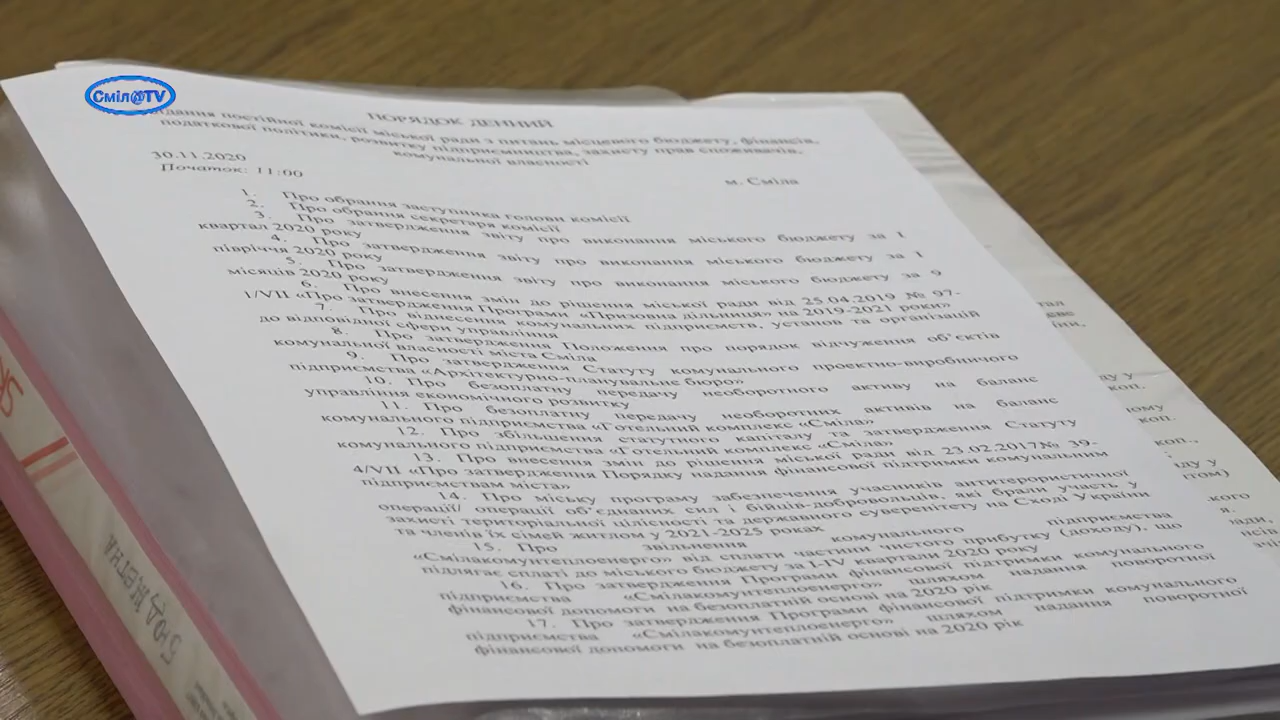 Сміл@TV
ПОРЯДОК ДЕННИЙ
постійної комісії міської ради з питань місцевого бюджету, фінансів,
податкової політики, розвитку підприємництва, захисту прав споживачів,
комунальної власності
30.11.2020
Початок: 11:00
м. Сміла
1. Про обрання заступника голови комісії
2. Про обрання секретаря комісії
3. Про затвердження звіту про виконання міського бюджету за I
квартал 2020 року
4. Про затвердження звіту про виконання міського бюджету за I
півріччя 2020 року
5. Про затвердження звіту про виконання міського бюджету за 9
місяців 2020 року
6. Про внесення змін до рішення міської ради від 25.04.2019 № 97-
1/VII «Про затвердження Програми «Призовна дільниця» на 2019-2021 роки»
7. Про віднесення комунальних підприємств, установ та організацій
до відповідної сфери управління
8. Про затвердження Положення про порядок відчуження об'єктів
комунальної власності міста Сміла
9. Про затвердження Статуту комунального проектно-виробничого
підприємства «Архітектурно-планувальне бюро»
10. Про безоплатну передачу необоротного активу на баланс
управління економічного розвитку
11. Про безоплатну передачу необоротних активів на баланс
комунального підприємства «Готельний комплекс «Сміла»
12. Про збільшення статутного капіталу та затвердження Статуту
комунального підприємства «Готельний комплекс «Сміла»
13. Про внесення змін до рішення міської ради від 23.02.2017№ 39-
4/VII «Про затвердження Порядку надання фінансової підтримки комунальним
підприємствам міста»
14. Про міську програму забезпечення учасників антитерористичної
операції/ операції об'єднаних сил і бійців-добровольців, які брали участь у
захисті територіальної цілісності та державного суверенітету на Сході України
та членів їх сімей житлом у 2021-2025 роках
15. Про звільнення комунального підприємства
«Смілакомунтеплоенерго» від сплати частини чистого прибутку (доходу), що
підлягає сплаті до міського бюджету за I-IV квартали 2020 року
16. Про затвердження Програми фінансової підтримки комунального
підприємства «Смілакомунтеплоенерго» шляхом надання поворотної
фінансової допомоги на безоплатній основі на 2020 рік
17. Про затвердження Програми фінансової підтримки комунального
підприємства «Смілакомунтеплоенерго» шляхом надання поворотної
фінансової допомоги на безоплатній основі на 2020 рік